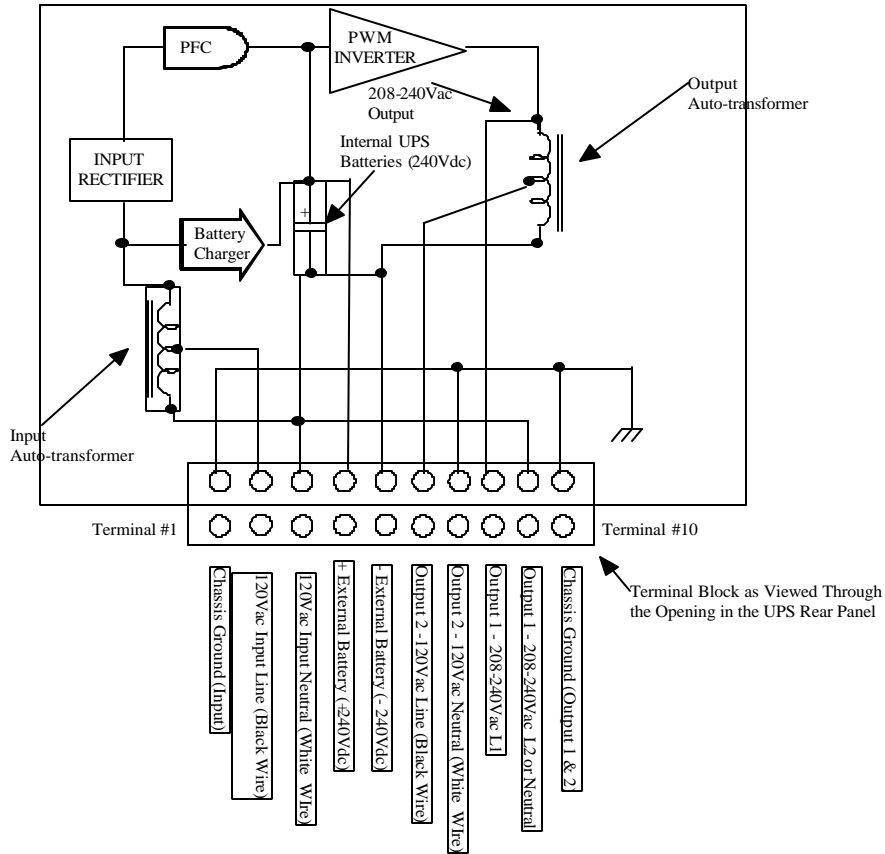 PFC
PWM
INVERTER
208-240Vac
Output
Output
Auto-transformer
Internal UPS
Batteries (240Vdc)
INPUT
RECTIFIER
+
Battery
Charger
Input
Auto-transformer
Terminal #1
Terminal #10
Terminal Block as Viewed Through
the Opening in the UPS Rear Panel
Chassis Ground (Input)
120Vac Input Line (Black Wire)
120Vac Input Neutral (White WIre)
+ External Battery (+240Vdc)
- External Battery (- 240Vdc)
Output 2 -120Vac Line (Black Wire)
Output 2 - 120Vac Neutral (White WIre)
Output 1 - 208-240Vac L1
Output 1 - 208-240Vac L2 or Neutral
Chassis Ground (Output 1 & 2)